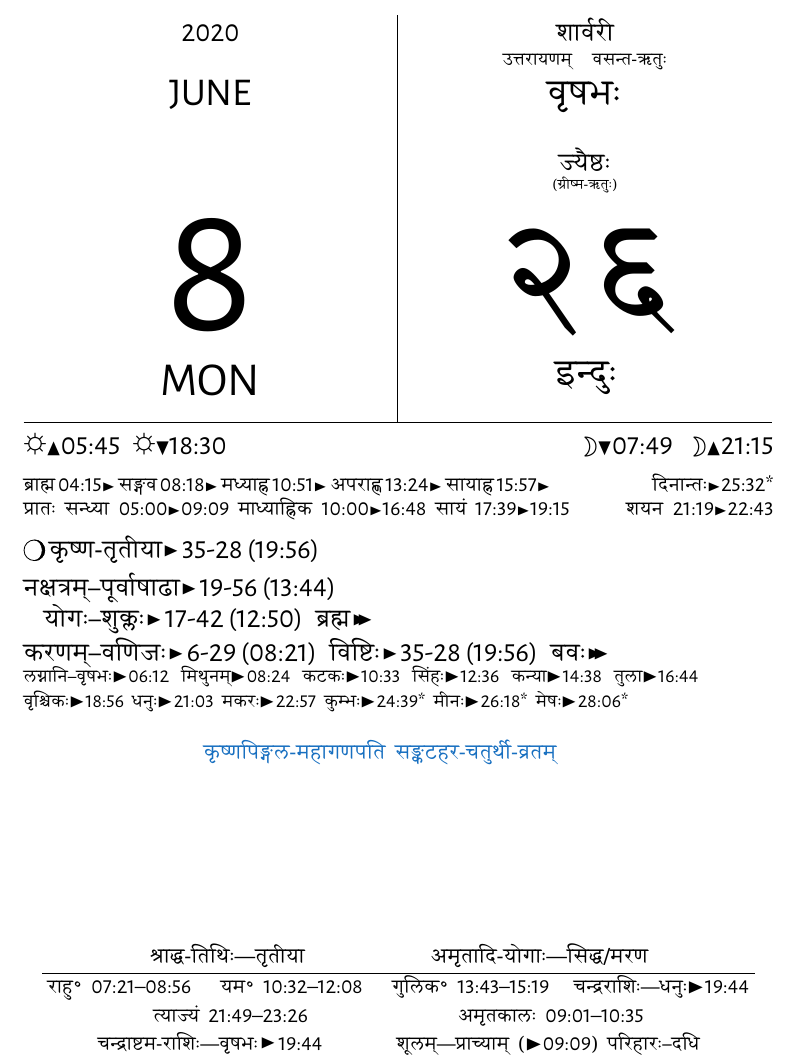 2020
JUNE
8
MON
शार्वरी
उत्तरायणम् वसन्त-ऋतुः
वृषभः
ज्यैष्ठः
(ग्रीष्म-ऋतुः)
२६
इन्दुः
☼▲05:45 ☼▼18:30 ☽▼07:49 ☽▲21:15
ब्राह्म 04:15► सङ्गव 08:18► मध्याह्न 10:51► अपराह्ण 13:24► सायाह्न 15:57► दिनान्तः►25:32*
प्रातः सन्ध्या 05:00►09:09 माध्याह्निक 10:00►16:48 सायं 17:39►19:15 शयन 21:19►22:43
❍ कृष्ण-तृतीया►35-28 (19:56)
नक्षत्रम्–पूर्वाषाढा►19-56 (13:44)
योगः–शुक्लः►17-42 (12:50) ब्रह्म►►
करणम्–वणिजः►6-29 (08:21) विष्टिः►35-28 (19:56) बवः►►
लग्नानि–वृषभः►06:12 मिथुनम्►08:24 कटकः►10:33 सिंहः►12:36 कन्या►14:38 तुला►16:44
वृश्चिकः►18:56 धनुः►21:03 मकरः►22:57 कुम्भः►24:39* मीनः►26:18* मेषः►28:06*
कृष्णपिङ्गल-महागणपति सङ्कटहर-चतुर्थी-व्रतम्
श्राद्ध-तिथिः—तृतीया अमृतादि-योगाः—सिद्ध/मरण
राहु° 07:21–08:56 यम° 10:32–12:08 गुलिक° 13:43–15:19 चन्द्रराशिः—धनुः►19:44
त्याज्यं 21:49–23:26 अमृतकालः 09:01–10:35
चन्द्राष्टम-राशिः—वृषभः►19:44 शूलम्—प्राच्याम् (►09:09) परिहारः–दधि